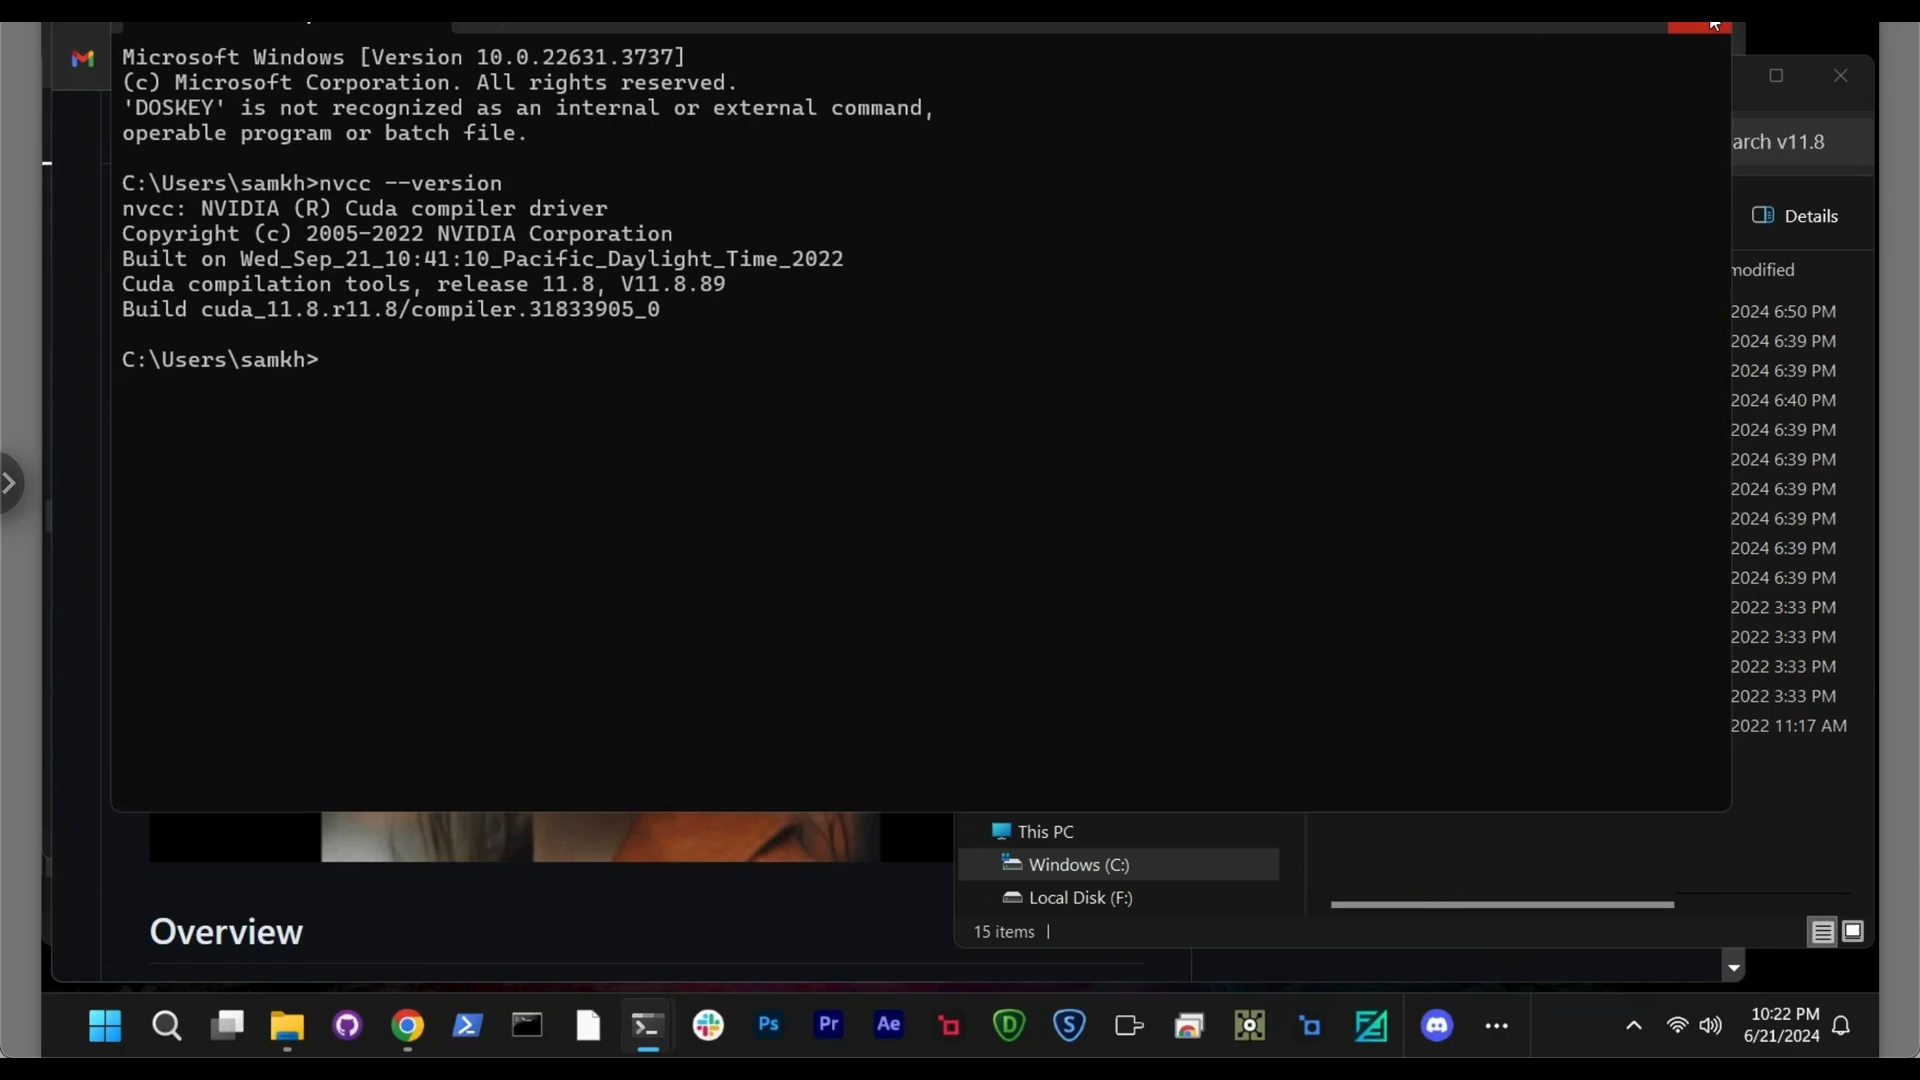 Microsoft Windows [Version 10.0.22631.3737]
(c) Microsoft Corporation. All rights reserved.
'DOSKEY' is not recognized as an internal or external command,
operable program or batch file.
C:\Users\samkh>nvcc --version
nvcc: NVIDIA (R) Cuda compiler driver
Copyright (c) 2005-2022 NVIDIA Corporation
Built on Wed_Sep_21_10:41:10_Pacific_Daylight_Time_2022
Cuda compilation tools, release 11.8, V11.8.89
Build cuda_11.8.r11.8/compiler.31833905_0
C:\Users\samkh>
arch v11.8
Details
modified
2024 6:50 PM
2024 6:39 PM
2024 6:39 PM
2024 6:40 PM
2024 6:39 PM
2024 6:39 PM
2024 6:39 PM
2024 6:39 PM
2024 6:39 PM
2024 6:39 PM
2022 3:33 PM
2022 3:33 PM
2022 3:33 PM
2022 3:33 PM
2022 11:17 AM
This PC
Windows (C:)
Local Disk (F:)
15 items
Overview
Ps
Pr
Ae
D
S
10:22 PM
6/21/2024